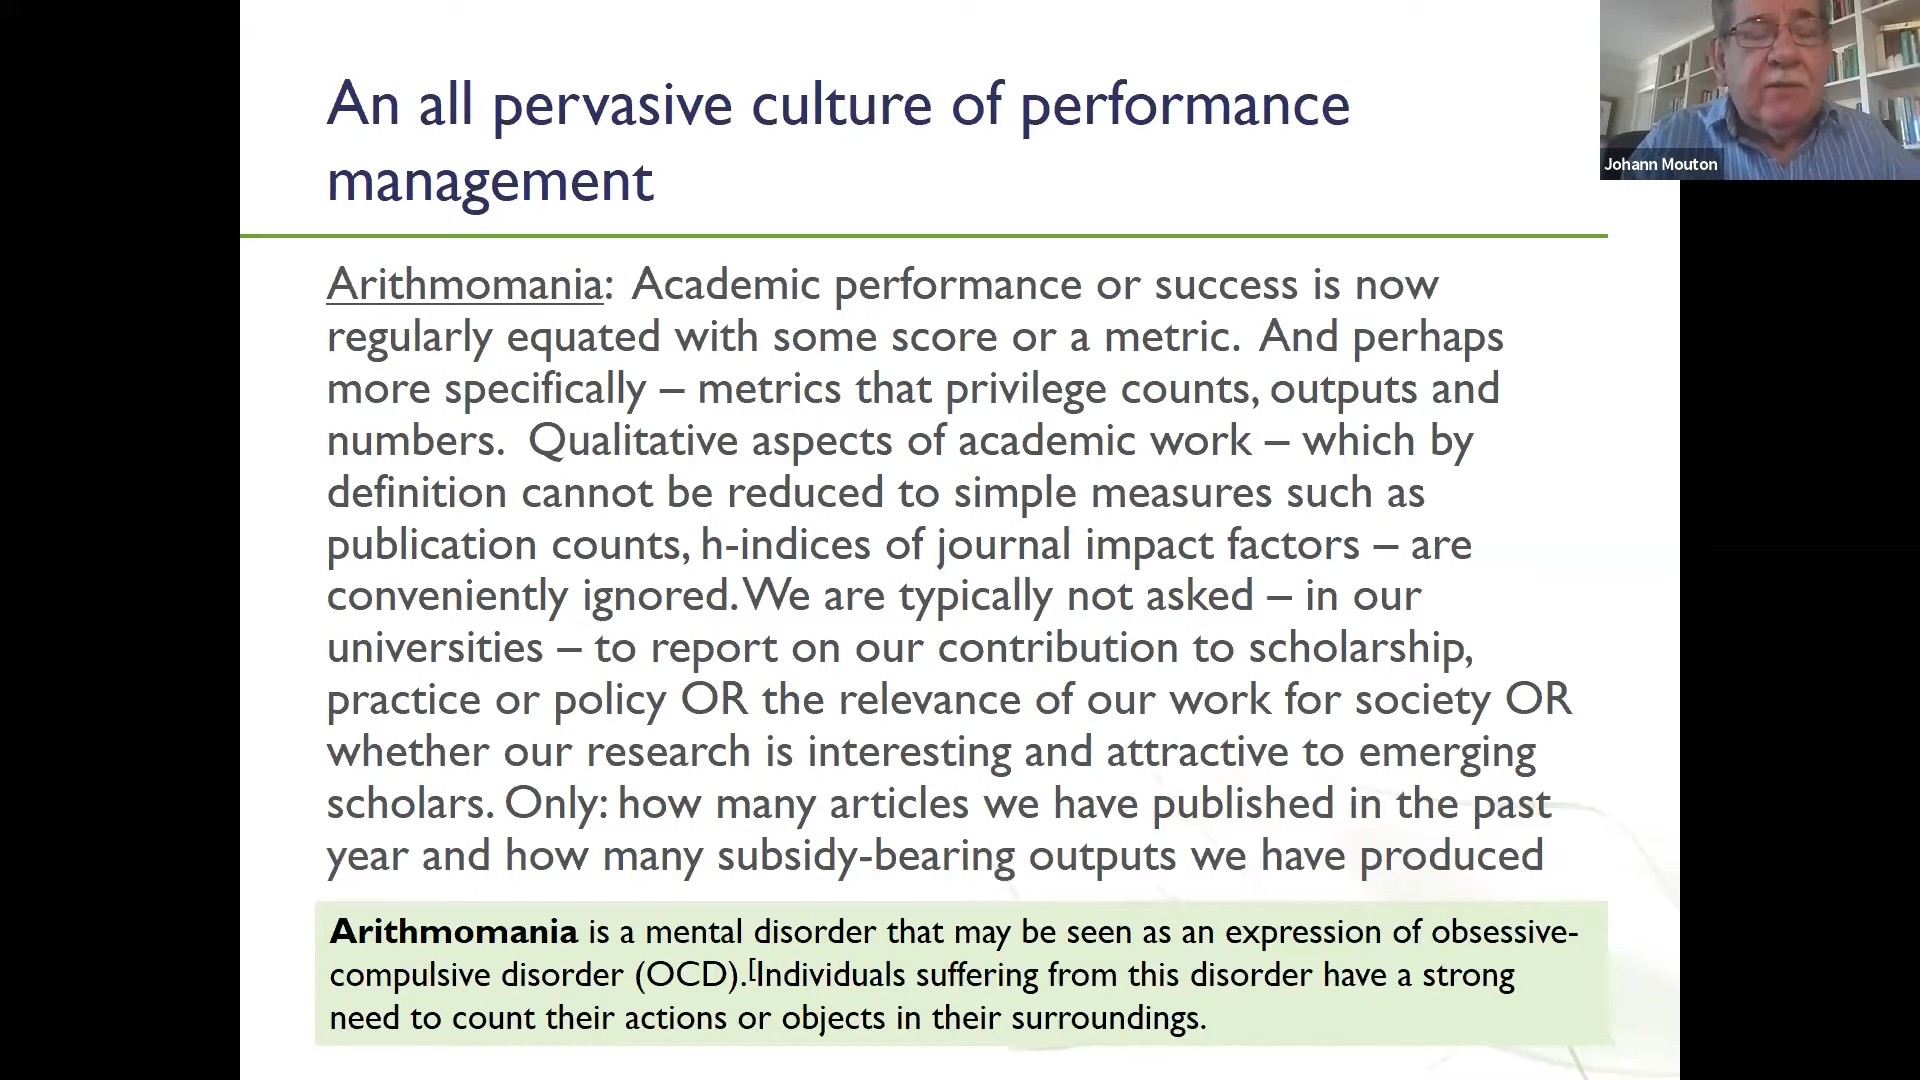 An all pervasive culture of performance
management
Johann Mouton
Arithmomania: Academic performance or success is now
regularly equated with some score or a metric. And perhaps
more specifically – metrics that privilege counts, outputs and
numbers. Qualitative aspects of academic work – which by
definition cannot be reduced to simple measures such as
publication counts, h-indices of journal impact factors – are
conveniently ignored. We are typically not asked – in our
universities – to report on our contribution to scholarship,
practice or policy OR the relevance of our work for society OR
whether our research is interesting and attractive to emerging
scholars. Only: how many articles we have published in the past
year and how many subsidy-bearing outputs we have produced
Arithmomania is a mental disorder that may be seen as an expression of obsessive-
compulsive disorder (OCD).[Individuals suffering from this disorder have a strong
need to count their actions or objects in their surroundings.